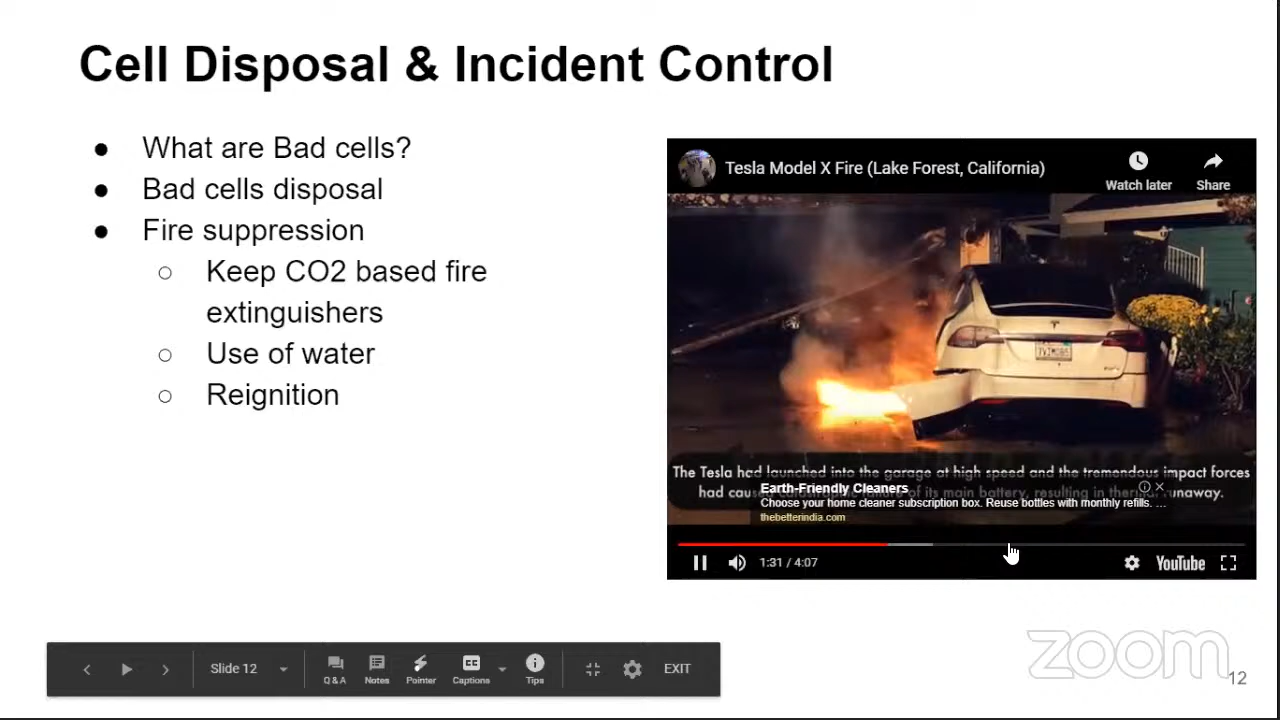 Cell Disposal & Incident Control
● What are Bad cells?
● Bad cells disposal
● Fire suppression
○ Keep CO2 based fire
extinguishers
○ Use of water
○ Reignition
Tesla Model X Fire (Lake Forest, California)
Watch later
Share
The Tesla had launched into the garage at high speed and the tremendous impact forces
had caused catastrophic failure of its main battery, resulting in thermal runaway.
Earth-Friendly Cleaners
Choose your home cleaner subscription box. Reuse bottles with monthly refills. ...
thebetterindia.com
1:31 / 4:07
YouTube
Slide 12
Q & A
Notes
Pointer
CC
Captions
Tips
EXIT
zoom
12